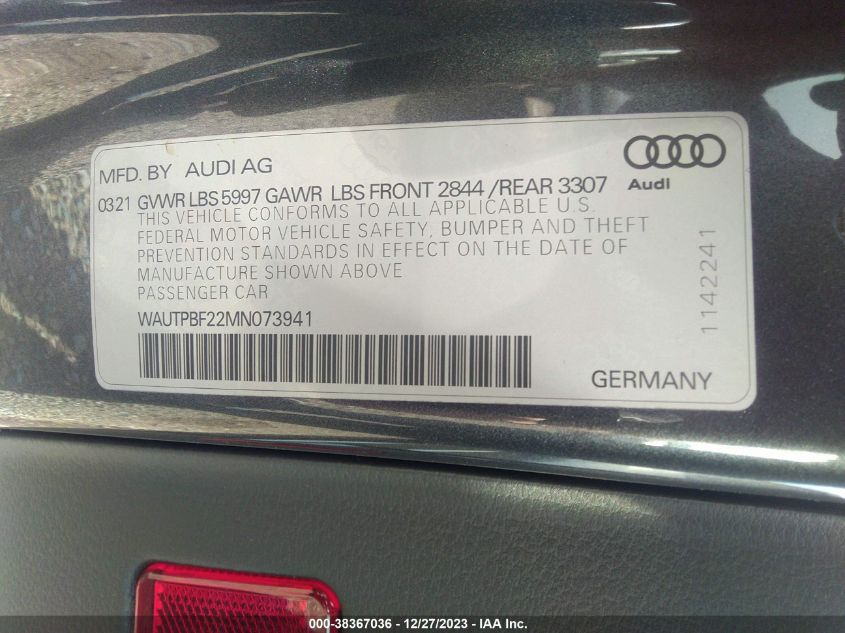 MFD. BY AUDI AG
Audi
0321 GVWR LBS 5997 GAWR LBS FRONT 2844 /REAR 3307
THIS VEHICLE CONFORMS TO ALL APPLICABLE U.S.
FEDERAL MOTOR VEHICLE SAFETY, BUMPER AND THEFT
PREVENTION STANDARDS IN EFFECT ON THE DATE OF
MANUFACTURE SHOWN ABOVE
PASSENGER CAR
WAUTPBF22MN073941
GERMANY
1142241
000-38367036 - 12/27/2023 - IAA Inc.